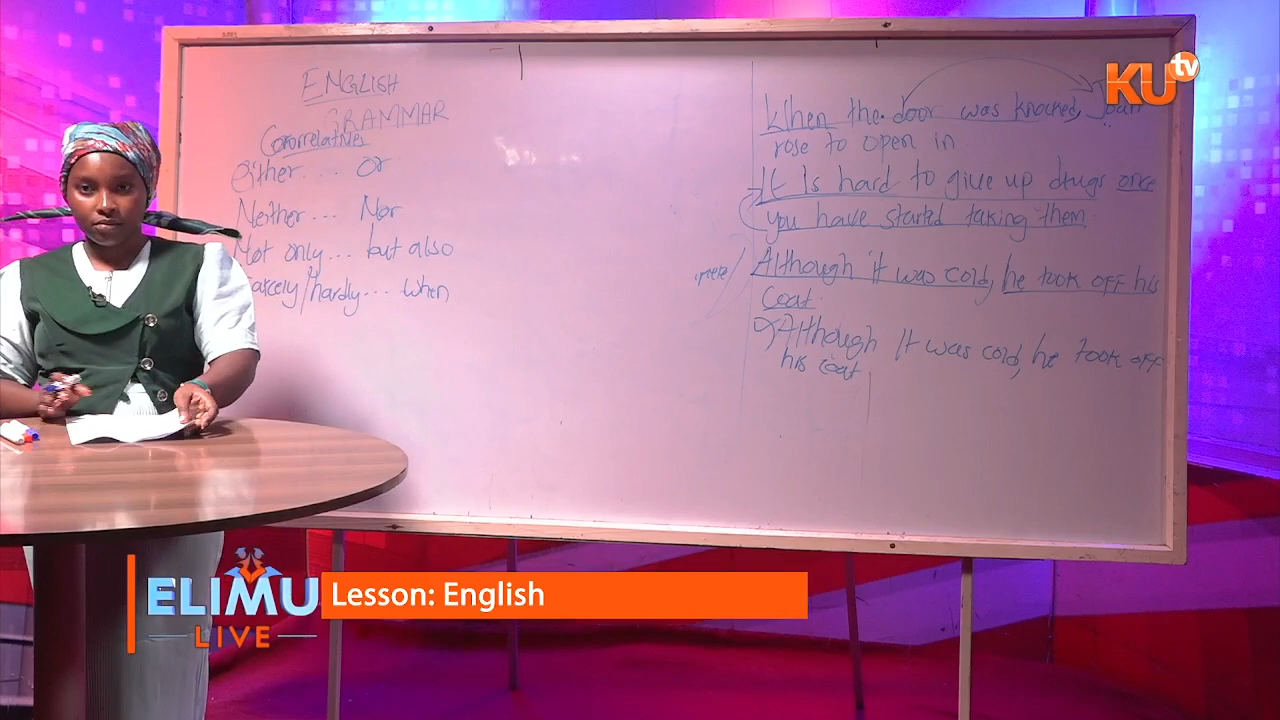 ENGLISH
GRAMMAR
Cororrelatives
Either.... or
Neither... Nor
Not only... but also
Scarcely/hardly... when
When the door was knocked, Joan
rose to open in
It is hard to give up drugs once
you have started taking them.
Although it was cold, he took off his
coat.
Although it was cold, he took off
his coat
KU tv
ELIMU
LIVE
Lesson: English